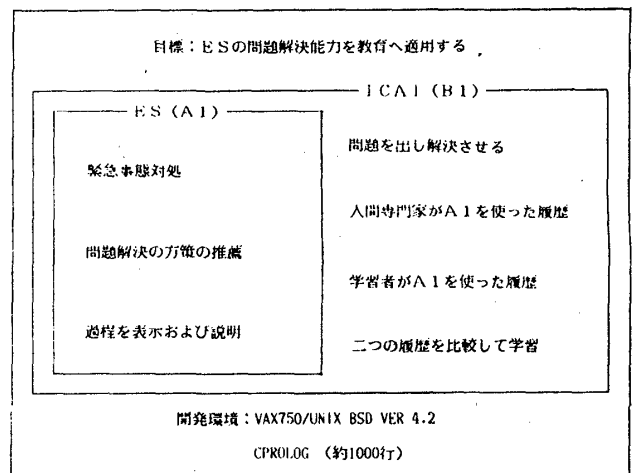 目標：ＥＳの問題解決能力を教育へ適用する
ＩＣＡＩ（Ｂ１）
ＥＳ（Ａ１）
緊急事態対処
問題解決の方策の推薦
過程を表示および説明
問題を出し解決させる
人間専門家がＡ１を使った履歴
学習者がＡ１を使った履歴
二つの履歴を比較して学習
開発環境：VAX750/UNIX BSD VER 4.2
CPROLOG （約1000行）